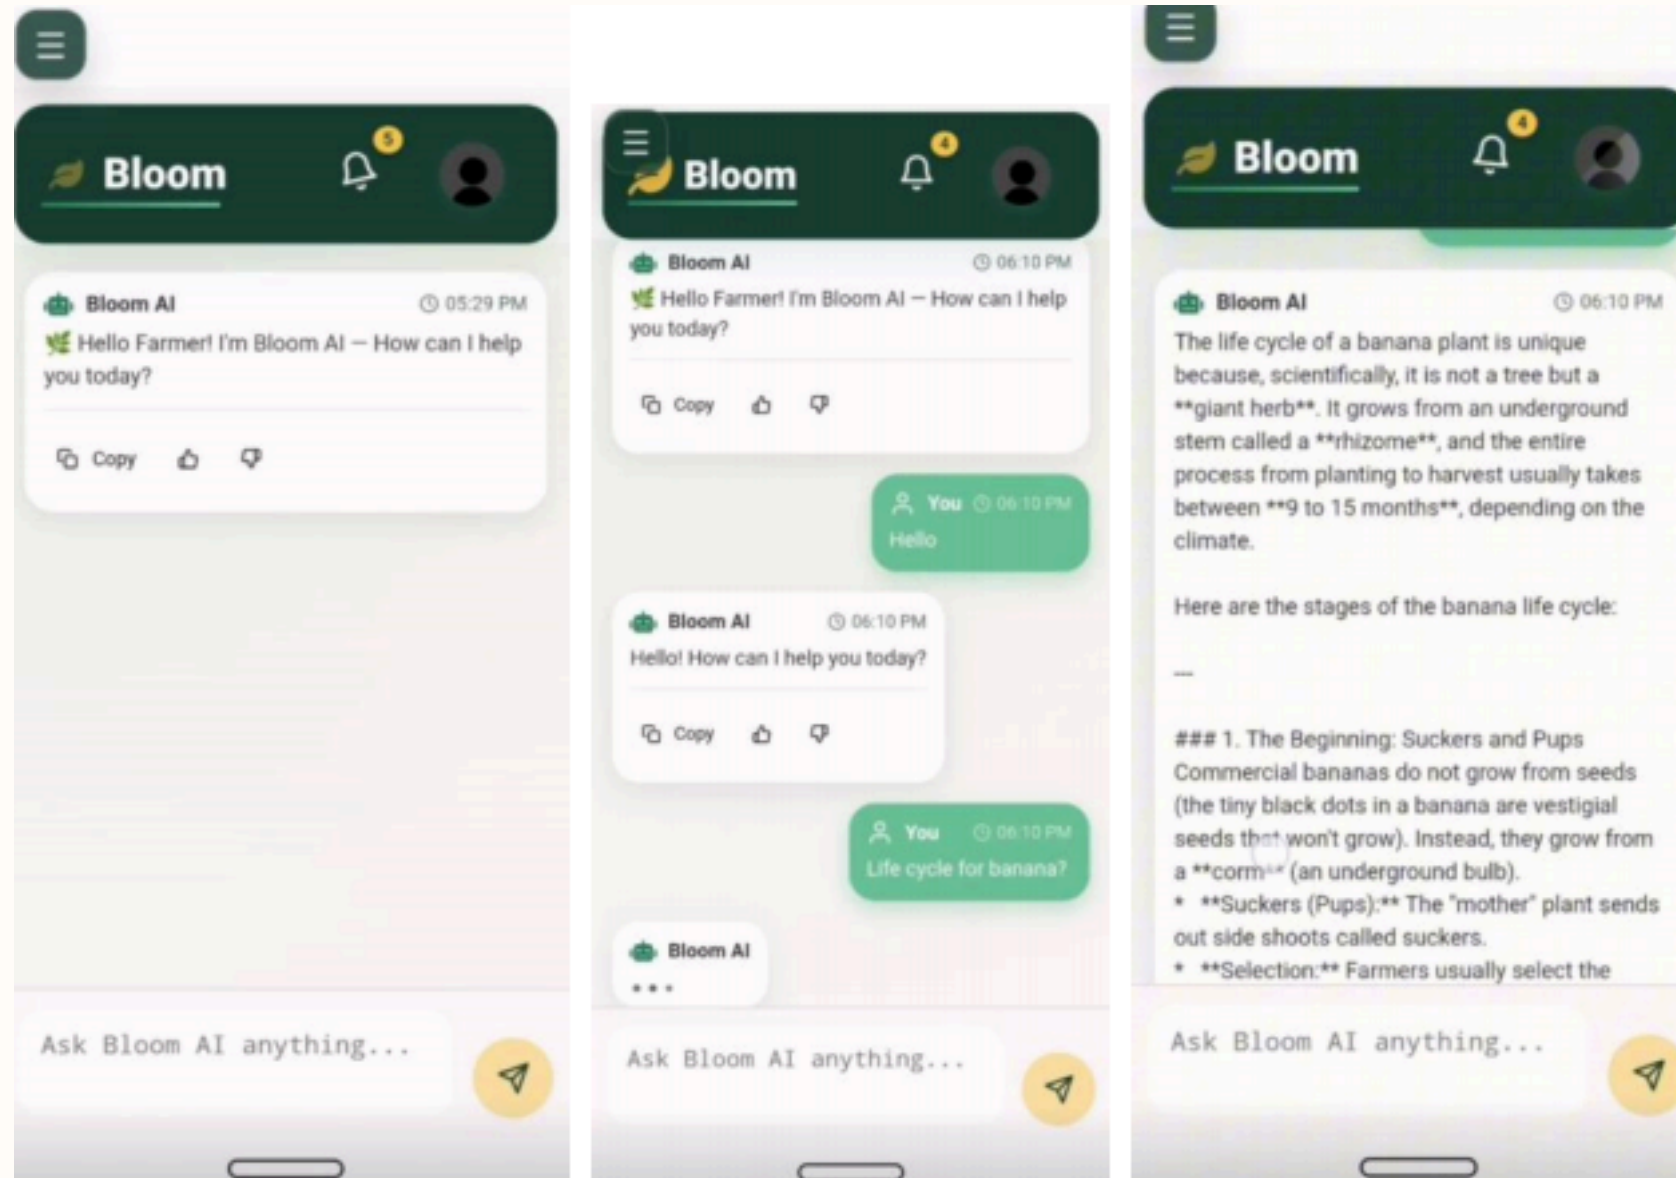 5
Bloom
Bloom AI 05:29 PM
🌿 Hello Farmer! I'm Bloom AI — How can I help
you today?
Copy
Ask Bloom AI anything...
4
Bloom
Bloom AI 06:10 PM
🌿 Hello Farmer! I'm Bloom AI — How can I help
you today?
Copy
You 06:10 PM
Hello
Bloom AI 06:10 PM
Hello! How can I help you today?
Copy
You 06:10 PM
Life cycle for banana?
Bloom AI
Ask Bloom AI anything...
4
Bloom
Bloom AI 06:10 PM
The life cycle of a banana plant is unique
because, scientifically, it is not a tree but a
**giant herb**. It grows from an underground
stem called a **rhizome**, and the entire
process from planting to harvest usually takes
between **9 to 15 months**, depending on the
climate.
Here are the stages of the banana life cycle:
---
### 1. The Beginning: Suckers and Pups
Commercial bananas do not grow from seeds
(the tiny black dots in a banana are vestigial
seeds that won't grow). Instead, they grow from
a **corm** (an underground bulb).
* **Suckers (Pups):** The "mother" plant sends
out side shoots called suckers.
* **Selection:** Farmers usually select the
Ask Bloom AI anything...